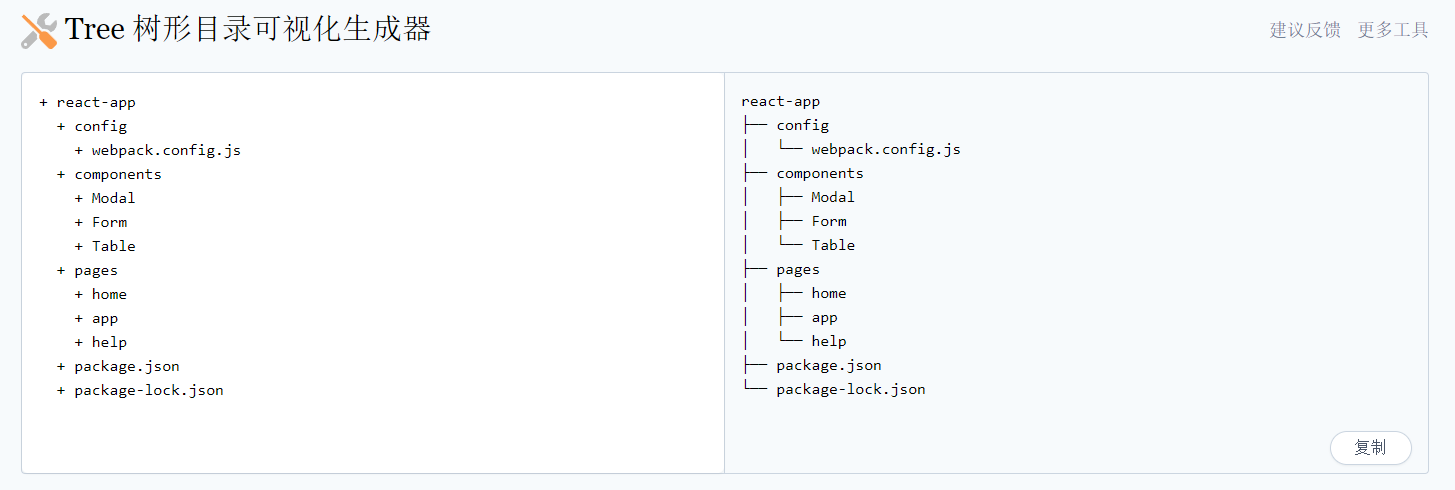 Tree 树形目录可视化生成器
建议反馈 更多工具
+ react-app
  + config
    + webpack.config.js
  + components
    + Modal
    + Form
    + Table
  + pages
    + home
    + app
    + help
  + package.json
  + package-lock.json
react-app
├── config
│   └── webpack.config.js
├── components
│   ├── Modal
│   ├── Form
│   └── Table
├── pages
│   ├── home
│   ├── app
│   └── help
├── package.json
└── package-lock.json
复制